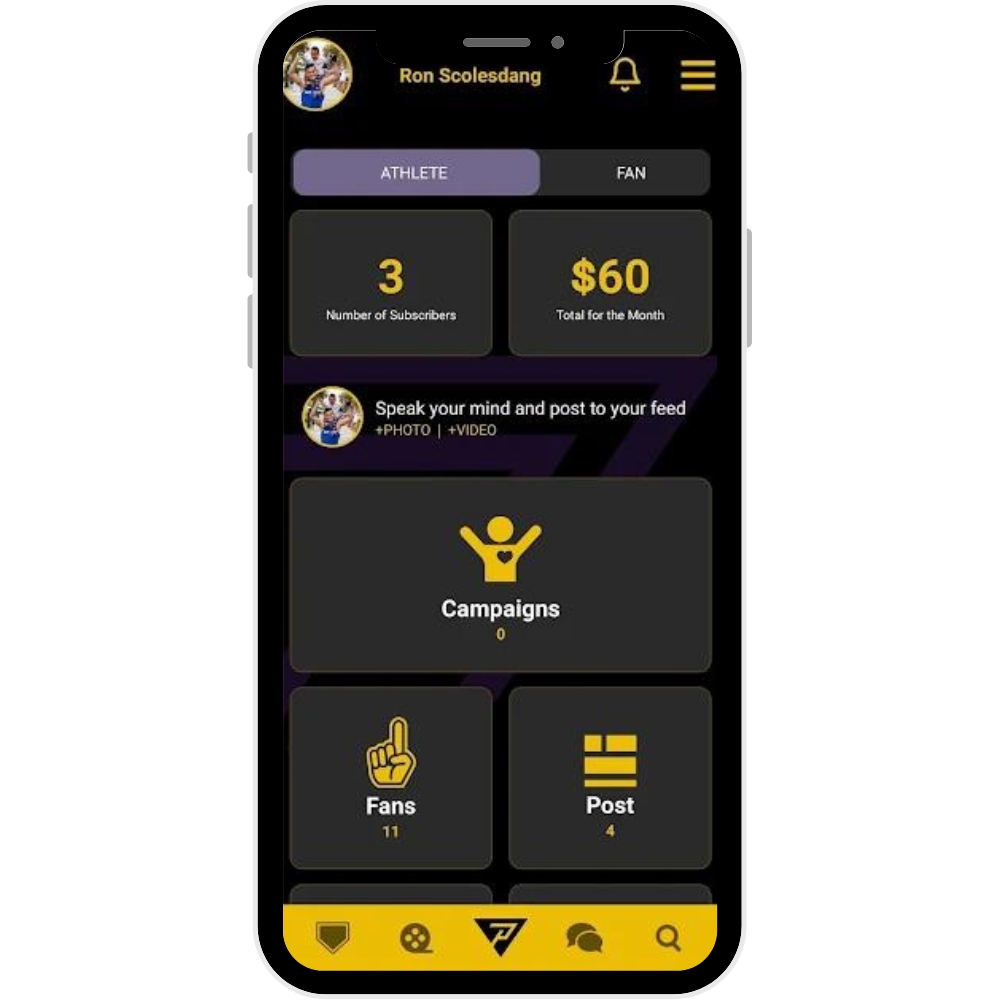 Ron Scolesdang
ATHLETE FAN
3 $60
Number of Subscribers Total for the Month
Speak your mind and post to your feed
+PHOTO | +VIDEO
Campaigns
0
Fans Post
11 4